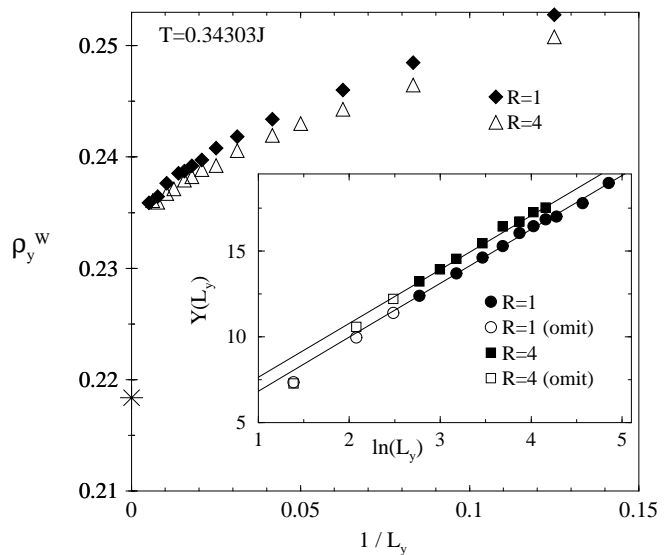 T=0.34303J
0.25
0.24
0.23
0.22
0.21
ρ_y^W
R=1
R=4
Y(L_y)
15
10
5
R=1
R=1 (omit)
R=4
R=4 (omit)
1 2 3 4 5
ln(L_y)
0 0.05 0.1 0.15
1 / L_y